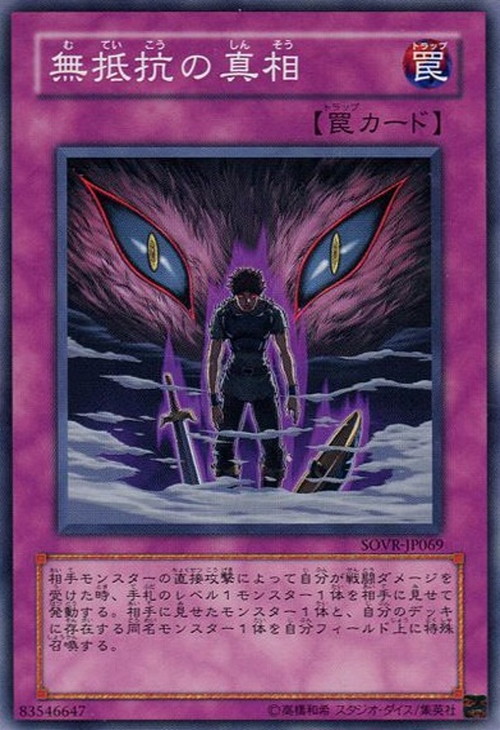 無抵抗の真相
罠
【罠カード】
SOVR-JP069
相手モンスターの直接攻撃によって自分が戦闘ダメージを
受けた時、手札のレベル1モンスター1体を相手に見せて
発動する。相手に見せたモンスター1体と、自分のデッキ
に存在する同名モンスター1体を自分フィールド上に特殊
召喚する。
83546647
©高橋和希 スタジオ・ダイス/集英社